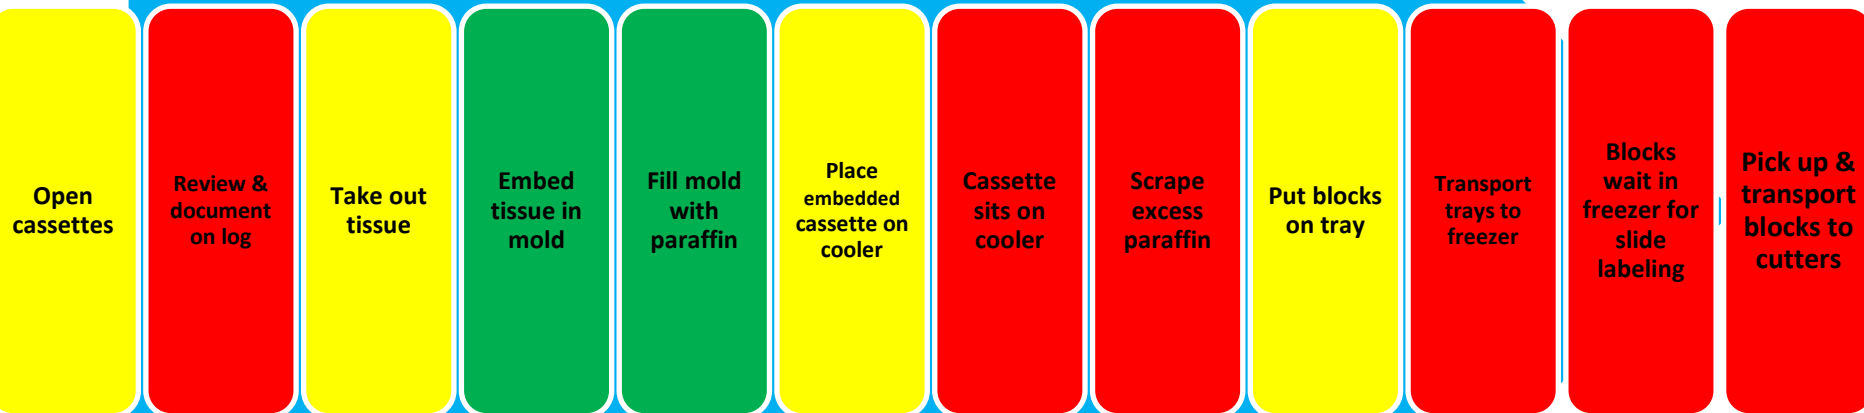 Open
cassettes
Review &
document
on log
Take out
tissue
Embed
tissue in
mold
Fill mold
with
paraffin
Place
embedded
cassette on
cooler
Cassette
sits on
cooler
Scrape
excess
paraffin
Put blocks
on tray
Transport
trays to
freezer
Blocks
wait in
freezer for
slide
labeling
Pick up &
transport
blocks to
cutters